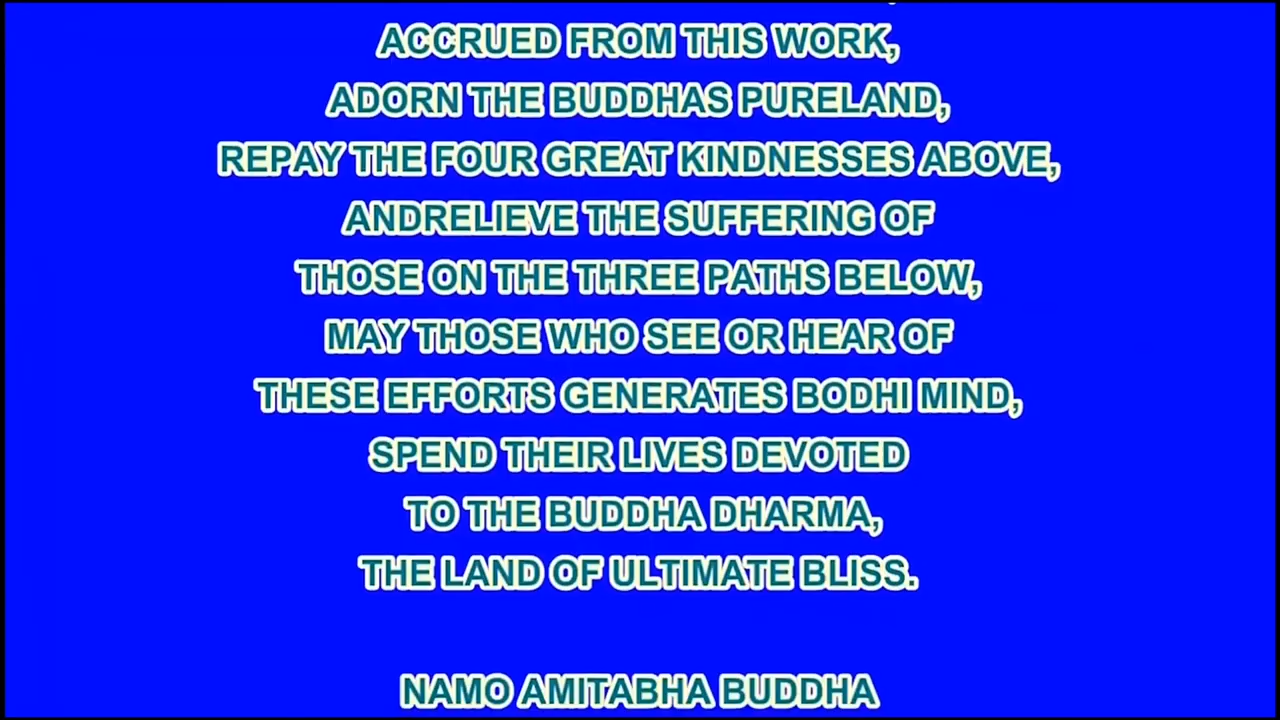 ACCRUED FROM THIS WORK,
ADORN THE BUDDHAS PURELAND,
REPAY THE FOUR GREAT KINDNESSES ABOVE,
ANDRELIEVE THE SUFFERING OF
THOSE ON THE THREE PATHS BELOW,
MAY THOSE WHO SEE OR HEAR OF
THESE EFFORTS GENERATES BODHI MIND,
SPEND THEIR LIVES DEVOTED
TO THE BUDDHA DHARMA,
THE LAND OF ULTIMATE BLISS.
NAMO AMITABHA BUDDHA